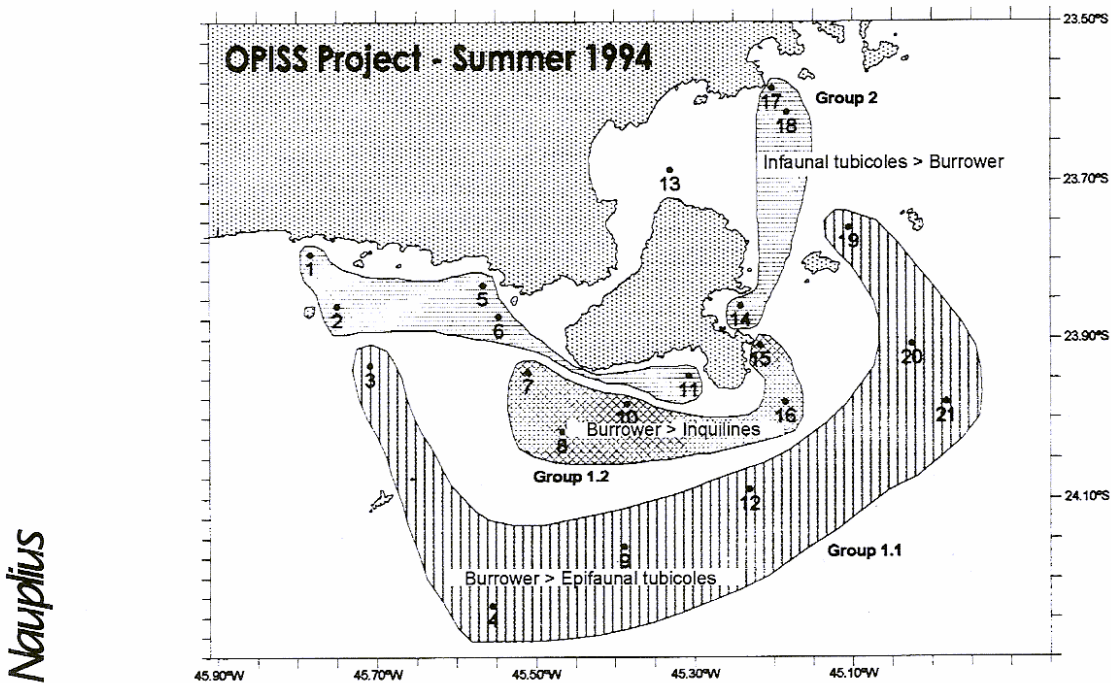 OPISS Project - Summer 1994
23.50°S
17
Group 2
18
Infaunal tubicoles > Burrower
13
23.70°S
19
1
5
2
6
14
23.90°S
15
20
3
7
11
21
10
16
8
Burrower > Inquilines
Group 1.2
12
24.10°S
9
Group 1.1
Burrower > Epifaunal tubicoles
4
45.90°W
45.70°W
45.50°W
45.30°W
45.10°W
Nauplius